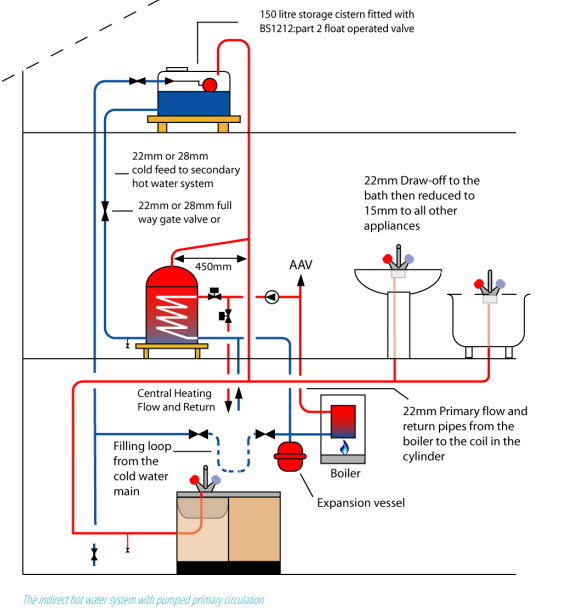 150 litre storage cistern fitted with
BS1212:part 2 float operated valve
22mm or 28mm
cold feed to secondary
hot water system
22mm or 28mm full
way gate valve or
22mm Draw-off to the
bath then reduced to
15mm to all other
appliances
450mm
AAV
Central Heating
Flow and Return
22mm Primary flow and
return pipes from the
boiler to the coil in the
cylinder
Filling loop
from the
cold water
main
Boiler
Expansion vessel
The indirect hot water system with pumped primary circulation